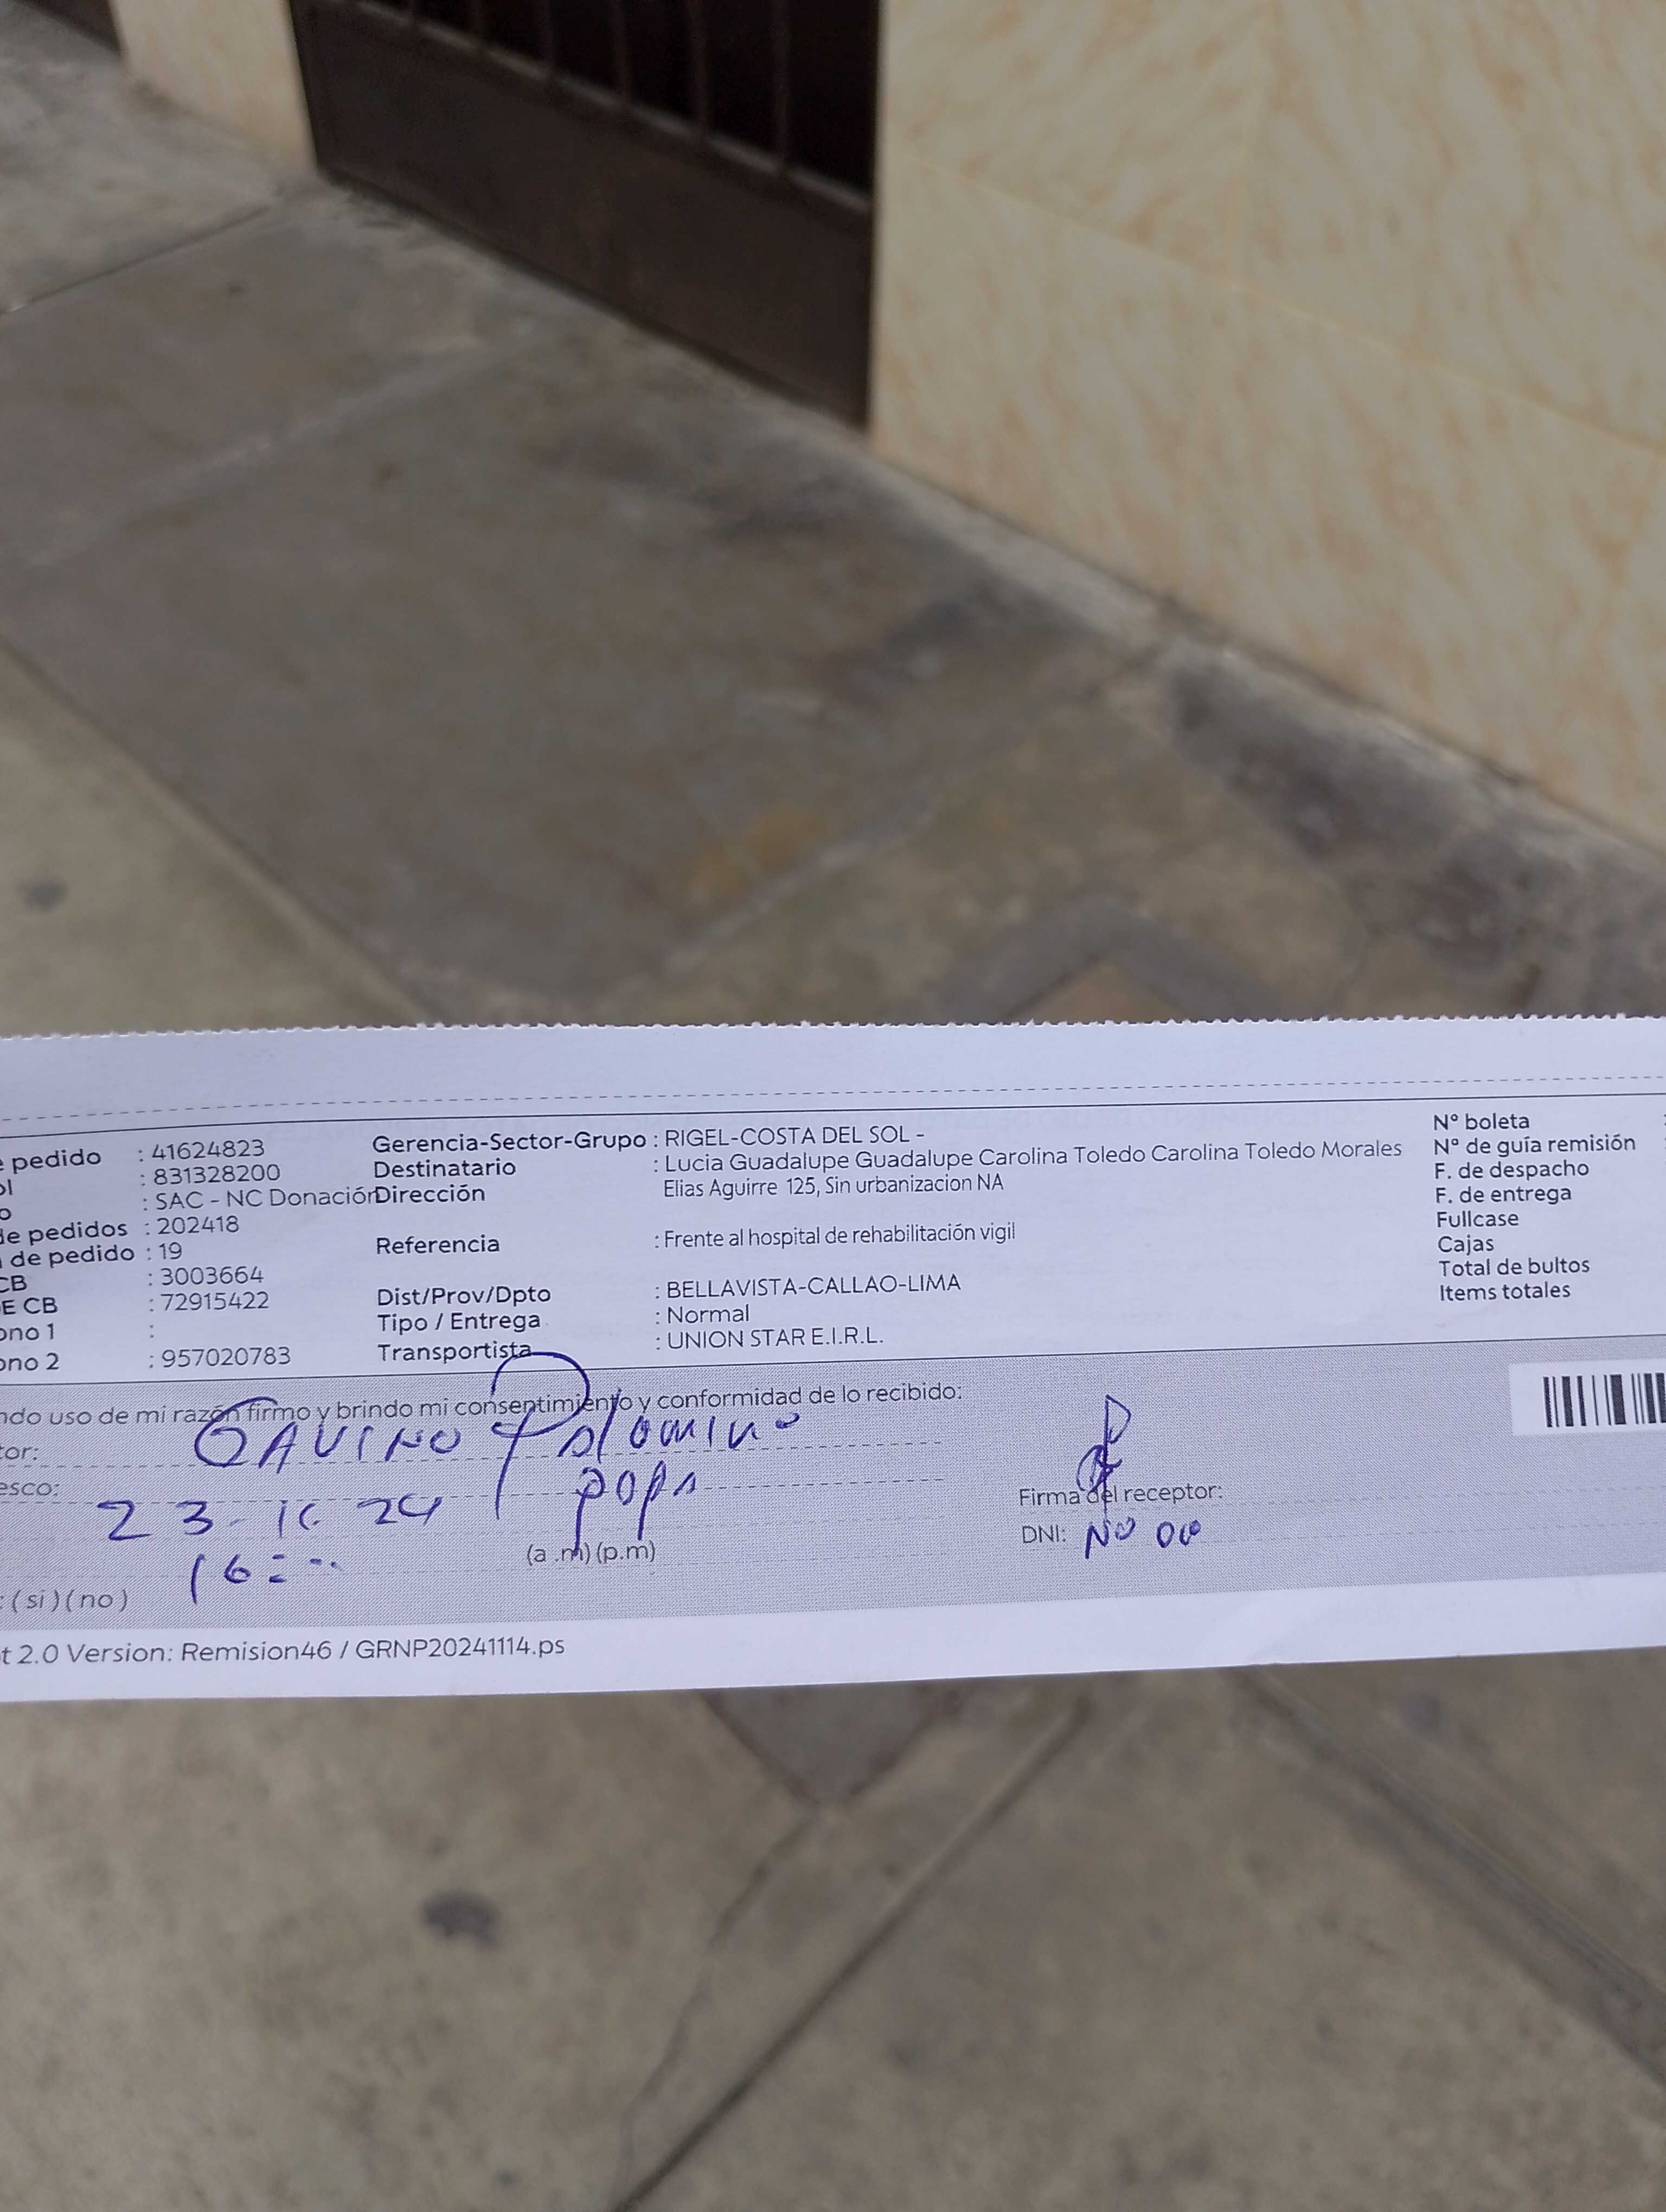 e pedido : 41624823 Gerencia-Sector-Grupo : RIGEL-COSTA DEL SOL - Nº boleta :
ol : 831328200 Destinatario : Lucia Guadalupe Guadalupe Carolina Toledo Carolina Toledo Morales Nº de guía remisión :
o : SAC - NC Donación Dirección Elias Aguirre 125, Sin urbanizacion NA F. de despacho
de pedidos : 202418 F. de entrega
de pedido : 19 Referencia : Frente al hospital de rehabilitación vigil Fullcase
CB : 3003664 Cajas
E CB : 72915422 Dist/Prov/Dpto : BELLAVISTA-CALLAO-LIMA Total de bultos
ono 1 : Tipo / Entrega : Normal Items totales
ono 2 : 957020783 Transportista : UNION STAR E.I.R.L.
ndo uso de mi razón firmo y brindo mi consentimiento y conformidad de lo recibido:
tor: GAVINO Palomino
esco: papa
23 24 Firma del receptor:
16 (a .m) (p.m) DNI: No
: (si) (no)
t 2.0 Version: Remision46 / GRNP20241114.ps